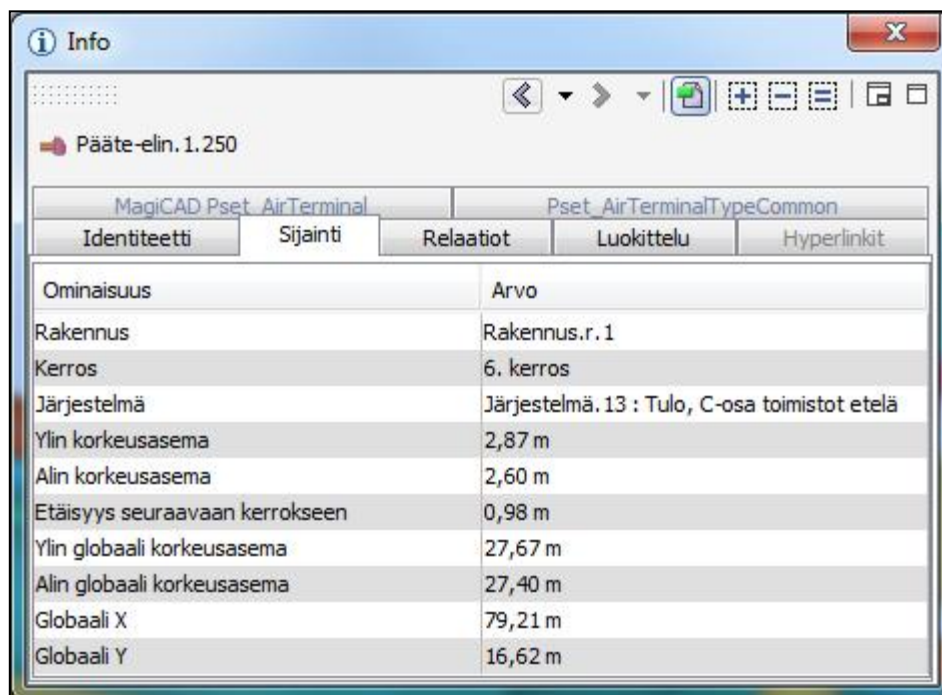 Info
Pääte-elin.1.250
MagiCAD Pset_AirTerminal Pset_AirTerminalTypeCommon
Identiteetti Sijainti Relaatiot Luokittelu Hyperlinkit
Ominaisuus Arvo
Rakennus Rakennus.r.1
Kerros 6. kerros
Järjestelmä Järjestelmä.13 : Tulo, C-osa toimistot etelä
Ylin korkeusasema 2,87 m
Alin korkeusasema 2,60 m
Etäisyys seuraavaan kerrokseen 0,98 m
Ylin globaali korkeusasema 27,67 m
Alin globaali korkeusasema 27,40 m
Globaali X 79,21 m
Globaali Y 16,62 m